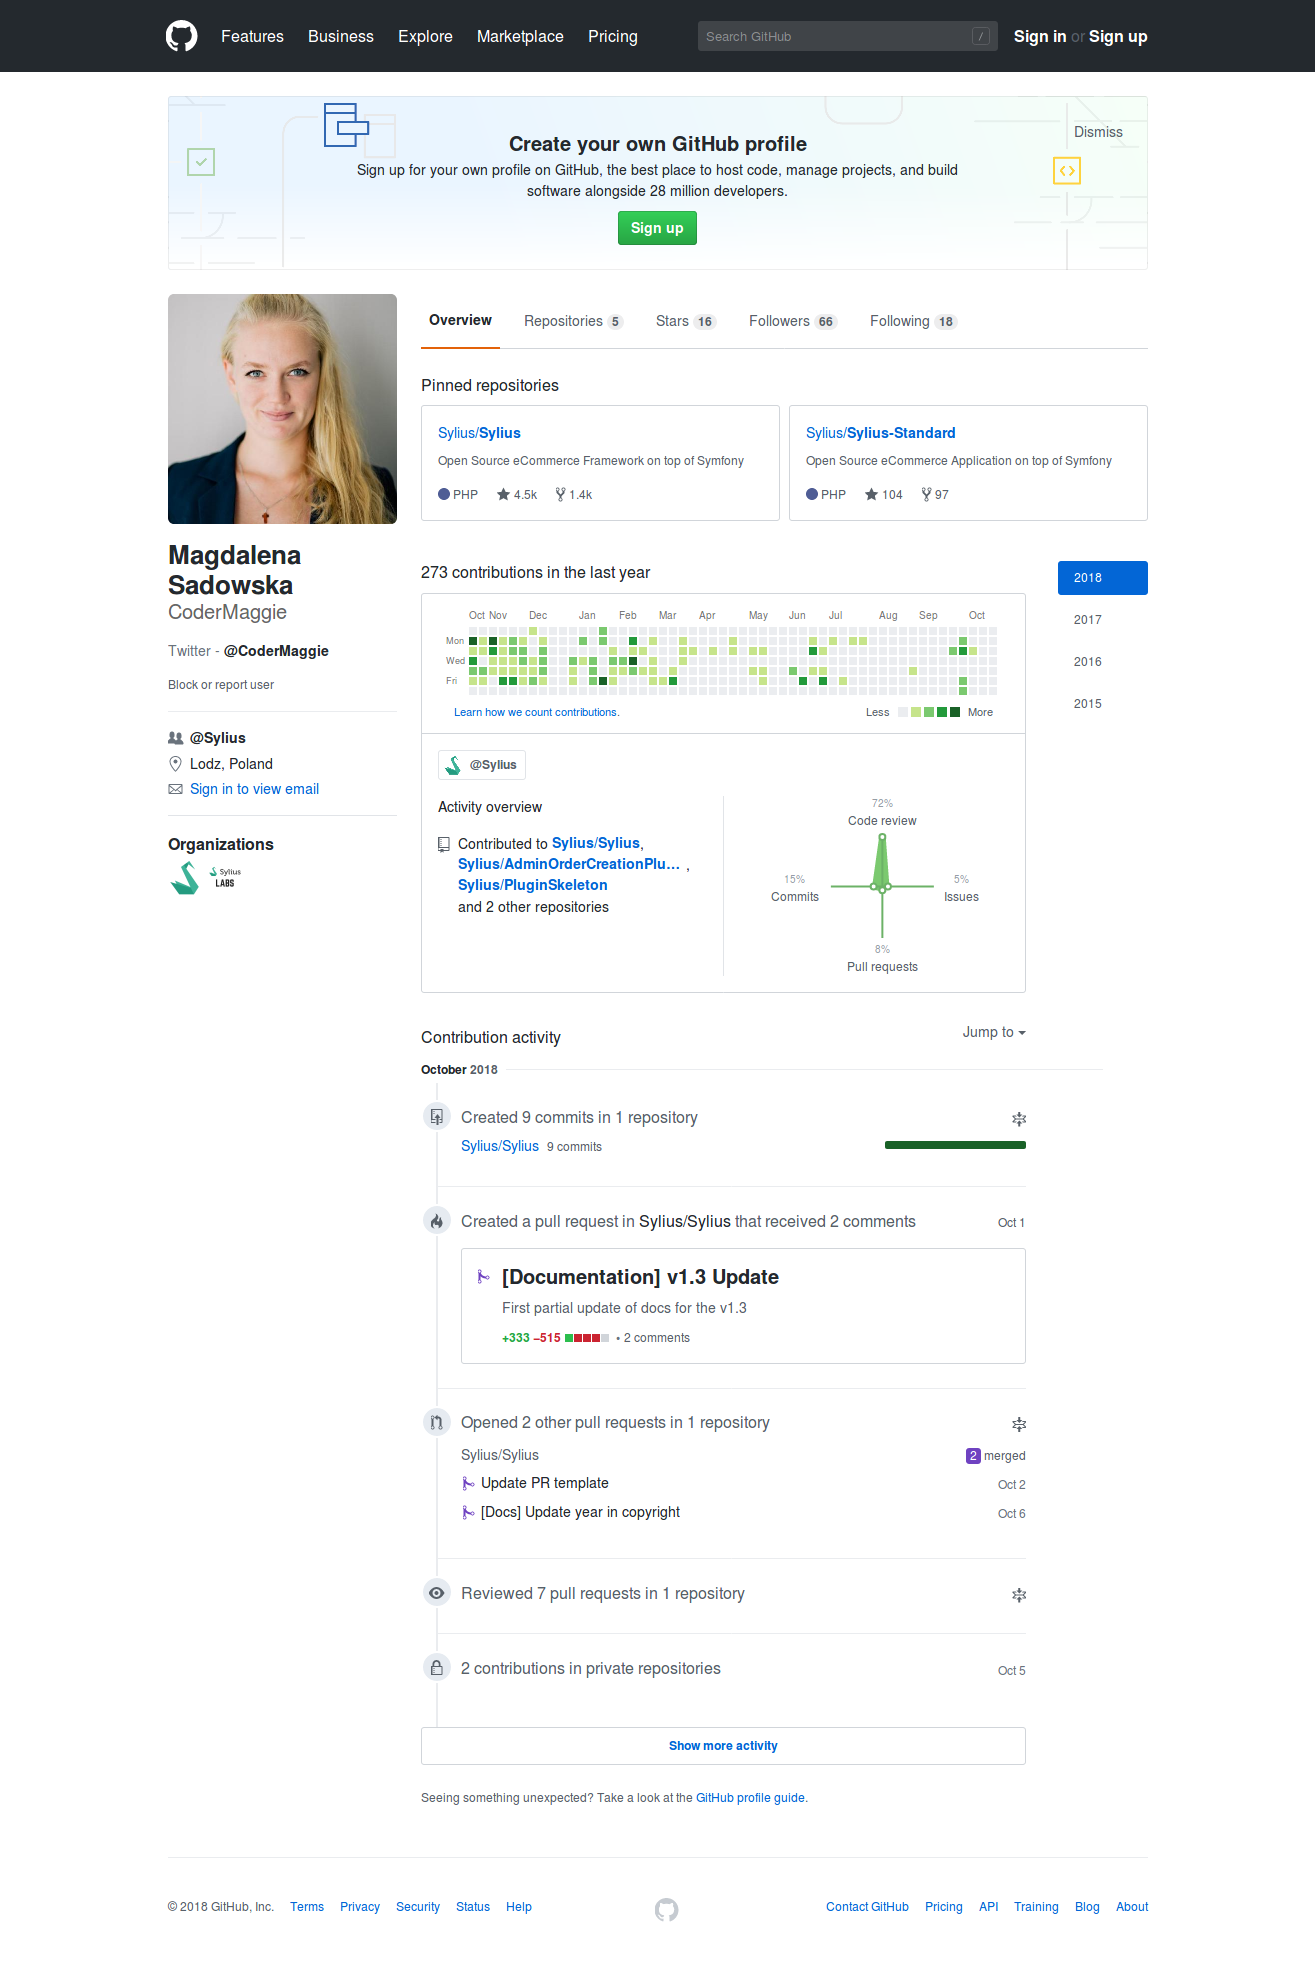 Features Business Explore Marketplace Pricing Search GitHub / Sign in or Sign up
Create your own GitHub profile
Dismiss
Sign up for your own profile on GitHub, the best place to host code, manage projects, and build
software alongside 28 million developers.
Sign up
Magdalena
Sadowska
CoderMaggie
Twitter - @CoderMaggie
Block or report user
@Sylius
Lodz, Poland
Sign in to view email
Organizations
Sylius
LABS
Overview Repositories 5 Stars 16 Followers 66 Following 18
Pinned repositories
Sylius/Sylius
Open Source eCommerce Framework on top of Symfony
PHP 4.5k 1.4k
Sylius/Sylius-Standard
Open Source eCommerce Application on top of Symfony
PHP 104 97
273 contributions in the last year
2018
2017
2016
2015
Oct Nov Dec Jan Feb Mar Apr May Jun Jul Aug Sep Oct
Mon
Wed
Fri
Learn how we count contributions. Less More
@Sylius
Activity overview
Contributed to Sylius/Sylius,
Sylius/AdminOrderCreationPlu… ,
Sylius/PluginSkeleton
and 2 other repositories
72%
Code review
15%
Commits
5%
Issues
8%
Pull requests
Contribution activity Jump to
October 2018
Created 9 commits in 1 repository
Sylius/Sylius 9 commits
Created a pull request in Sylius/Sylius that received 2 comments Oct 1
[Documentation] v1.3 Update
First partial update of docs for the v1.3
+333 −515 • 2 comments
Opened 2 other pull requests in 1 repository
Sylius/Sylius 2 merged
Update PR template Oct 2
[Docs] Update year in copyright Oct 6
Reviewed 7 pull requests in 1 repository
2 contributions in private repositories Oct 5
Show more activity
Seeing something unexpected? Take a look at the GitHub profile guide.
© 2018 GitHub, Inc. Terms Privacy Security Status Help Contact GitHub Pricing API Training Blog About